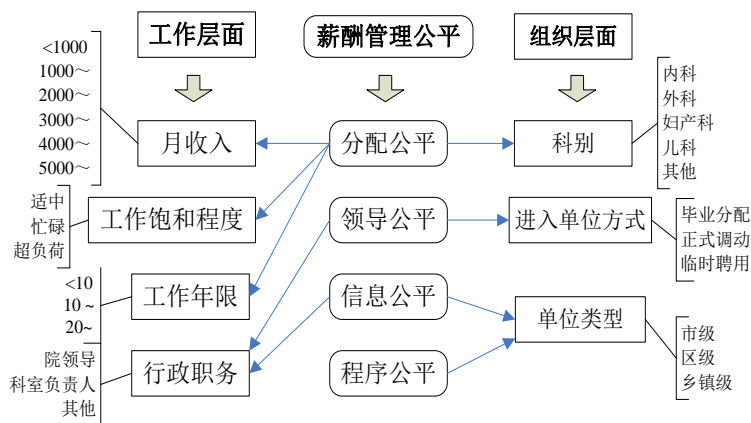 工作层面
薪酬管理公平
组织层面
<1000
1000～
2000～
3000～
4000～
5000～
月收入
分配公平
科别
内科
外科
妇产科
儿科
其他
适中
忙碌
超负荷
工作饱和程度
领导公平
进入单位方式
毕业分配
正式调动
临时聘用
<10
10 ~
20~
工作年限
信息公平
单位类型
市级
区级
乡镇级
院领导
科室负责人
其他
行政职务
程序公平